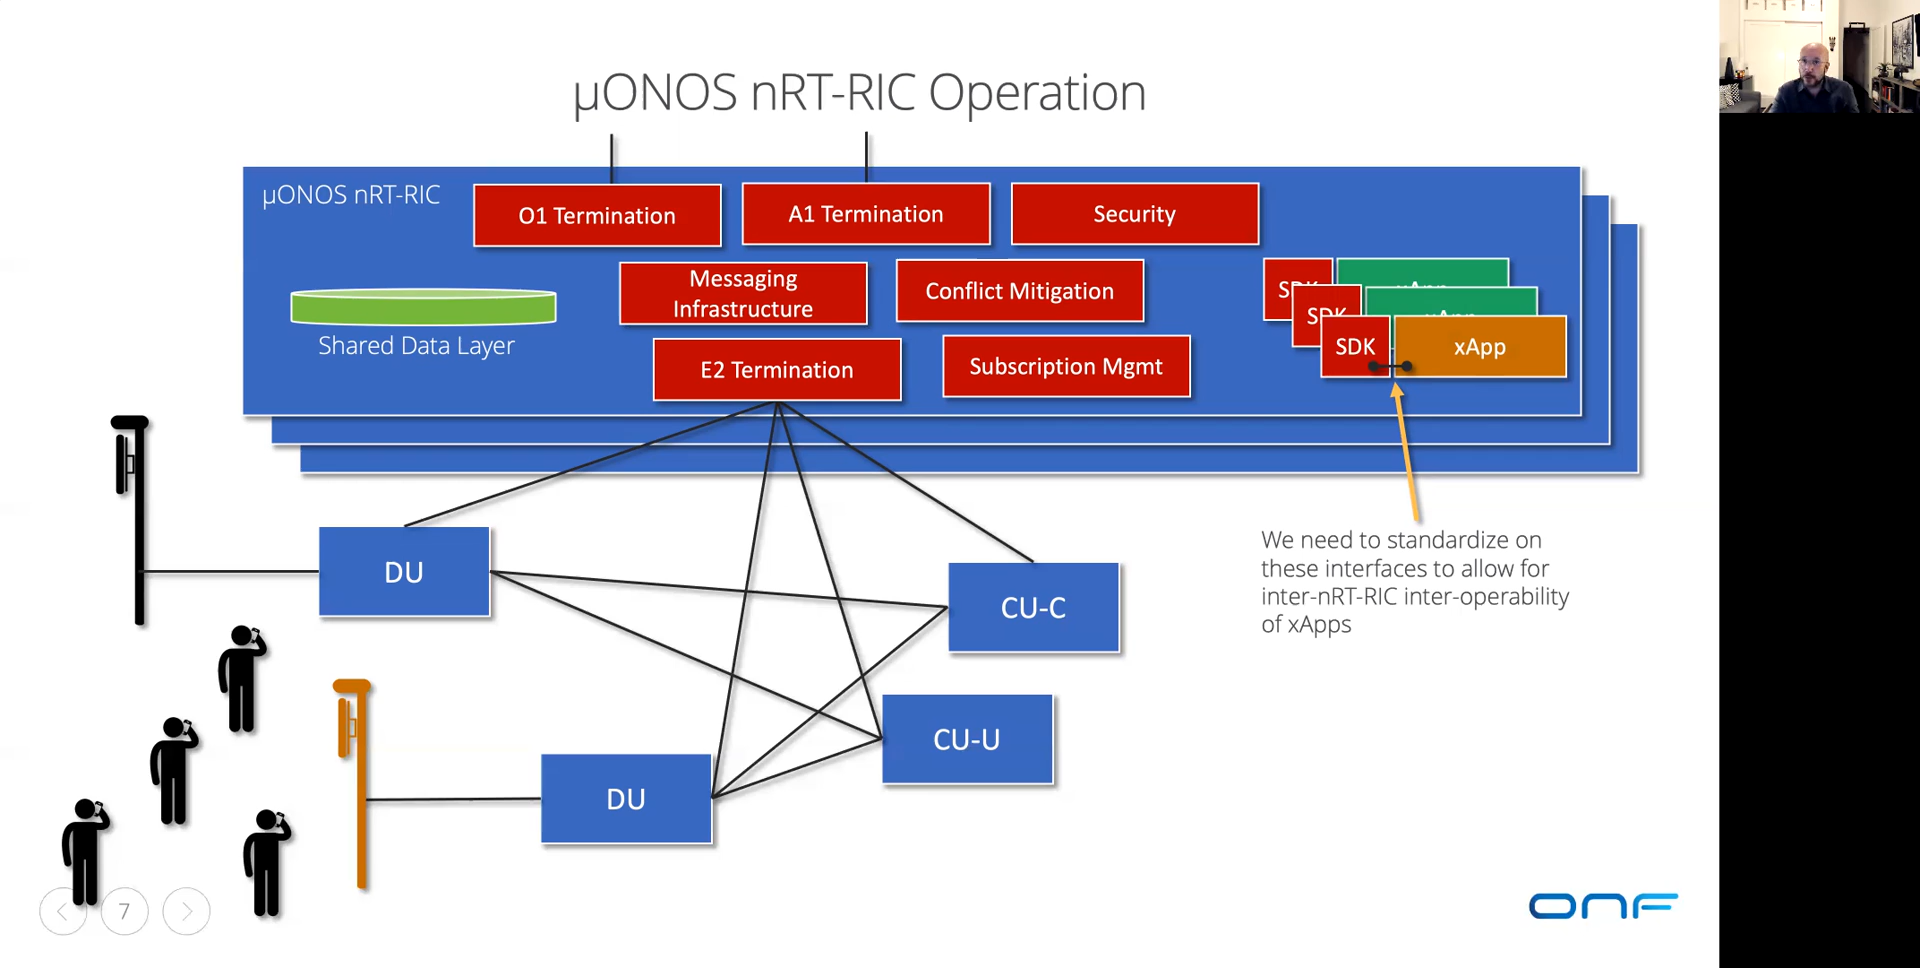 μONOS nRT-RIC Operation
μONOS nRT-RIC
O1 Termination
A1 Termination
Security
Messaging
Infrastructure
Conflict Mitigation
SDK
xApp
SDK
xApp
SDK
xApp
Shared Data Layer
E2 Termination
Subscription Mgmt
DU
CU-C
We need to standardize on
these interfaces to allow for
inter-nRT-RIC inter-operability
of xApps
CU-U
DU
7
ONF